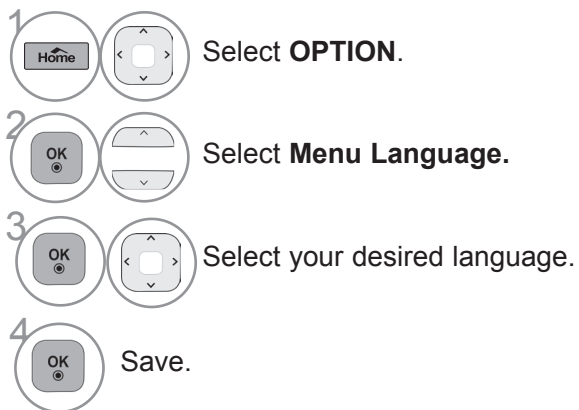 1
Home
Select OPTION.
2
OK
Select Menu Language.
3
OK
Select your desired language.
4
OK
Save.